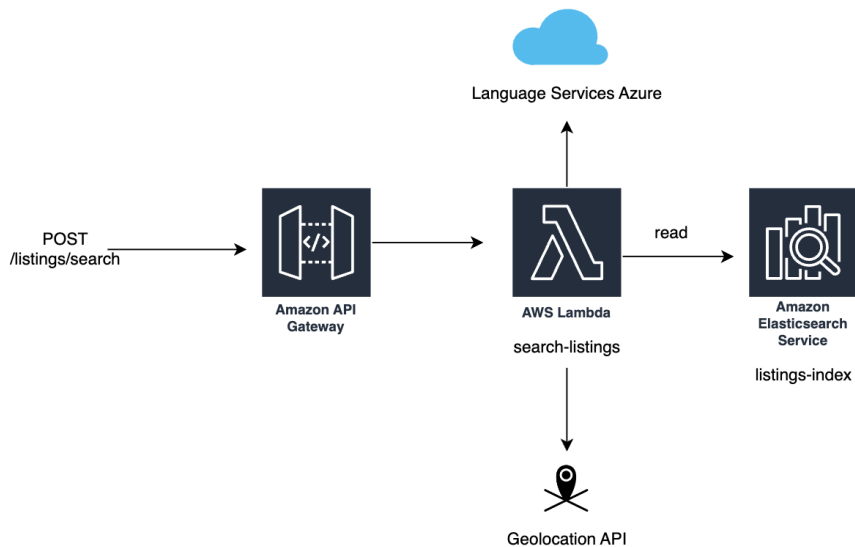 Language Services Azure
POST
/listings/search
</>
Amazon API
Gateway
AWS Lambda
search-listings
read
Amazon
Elasticsearch
Service
listings-index
Geolocation API